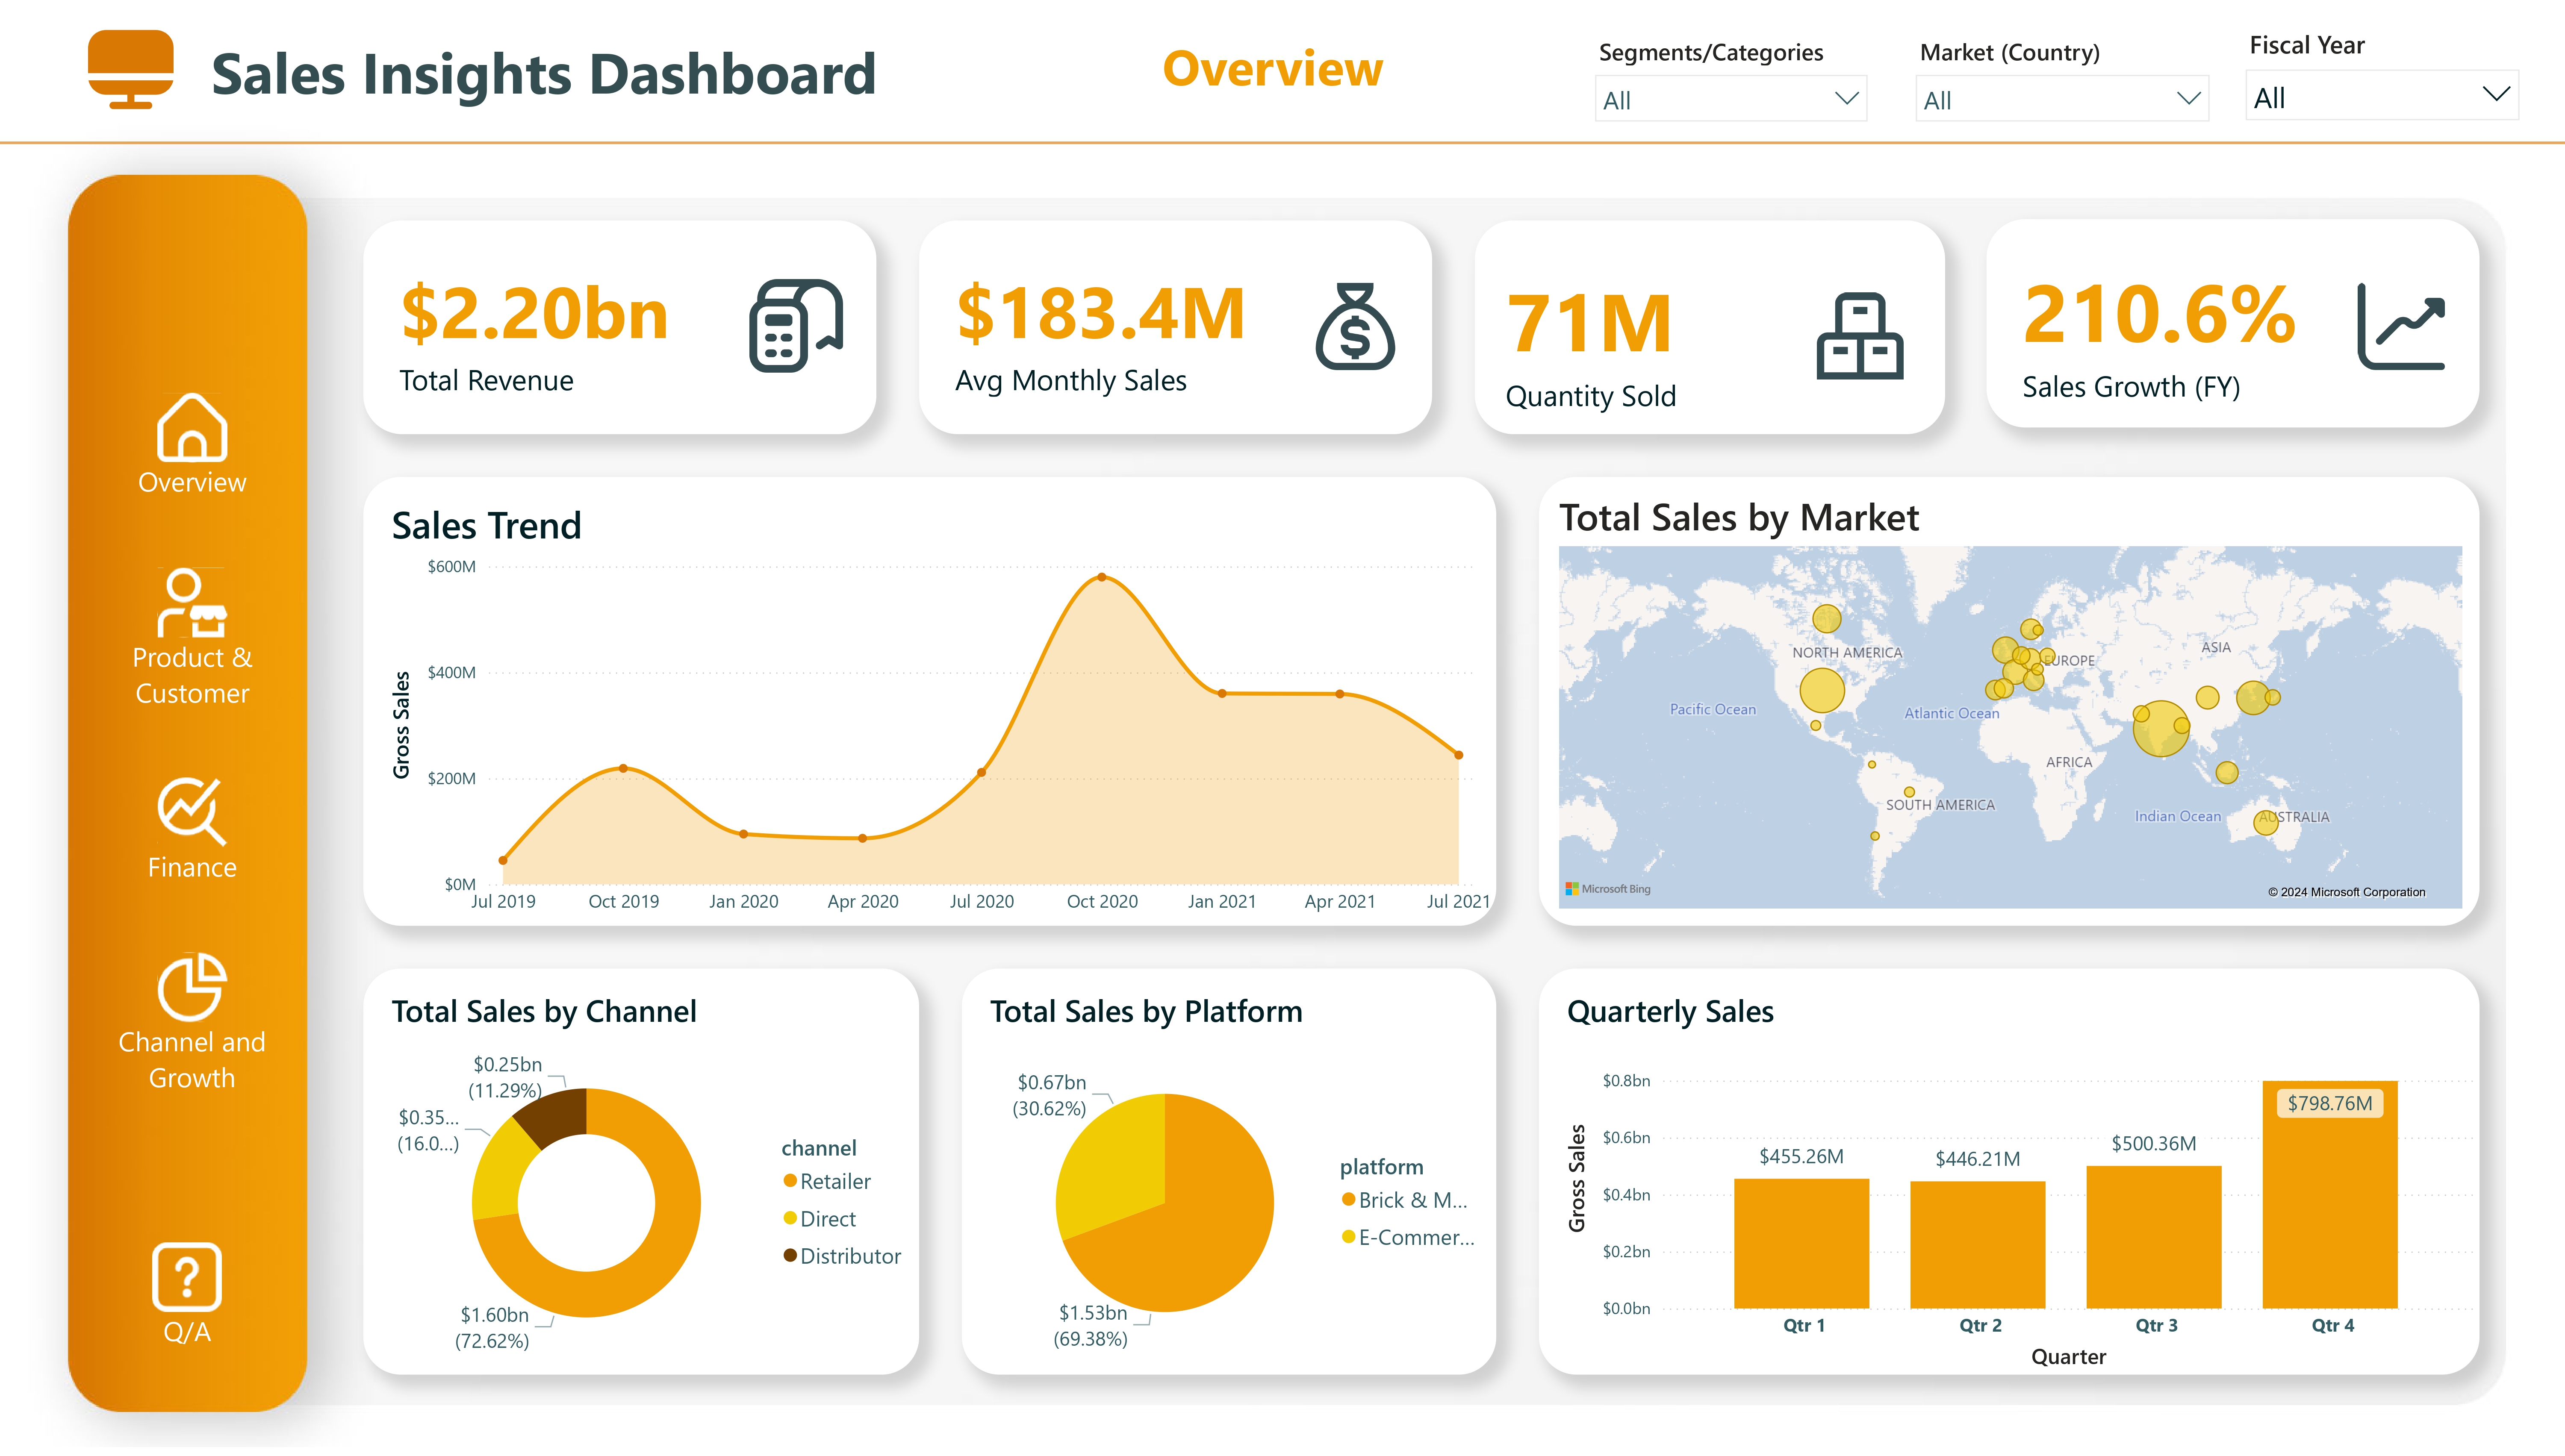 Sales Insights Dashboard
Overview
Segments/Categories
All
Market (Country)
All
Fiscal Year
All
Overview
Product &
Customer
Finance
Channel and
Growth
Q/A
$2.20bn
Total Revenue
$183.4M
Avg Monthly Sales
71M
Quantity Sold
210.6%
Sales Growth (FY)
Sales Trend
Gross Sales
$600M
$400M
$200M
$0M
Jul 2019
Oct 2019
Jan 2020
Apr 2020
Jul 2020
Oct 2020
Jan 2021
Apr 2021
Jul 2021
Total Sales by Market
NORTH AMERICA
EUROPE
ASIA
Pacific Ocean
Atlantic Ocean
AFRICA
SOUTH AMERICA
Indian Ocean
AUSTRALIA
Microsoft Bing
© 2024 Microsoft Corporation
Total Sales by Channel
$0.25bn
(11.29%)
$0.35...
(16.0...)
$1.60bn
(72.62%)
channel
Retailer
Direct
Distributor
Total Sales by Platform
$0.67bn
(30.62%)
$1.53bn
(69.38%)
platform
Brick & M...
E-Commer...
Quarterly Sales
Gross Sales
$0.8bn
$0.6bn
$0.4bn
$0.2bn
$0.0bn
$455.26M
$446.21M
$500.36M
$798.76M
Qtr 1
Qtr 2
Qtr 3
Qtr 4
Quarter